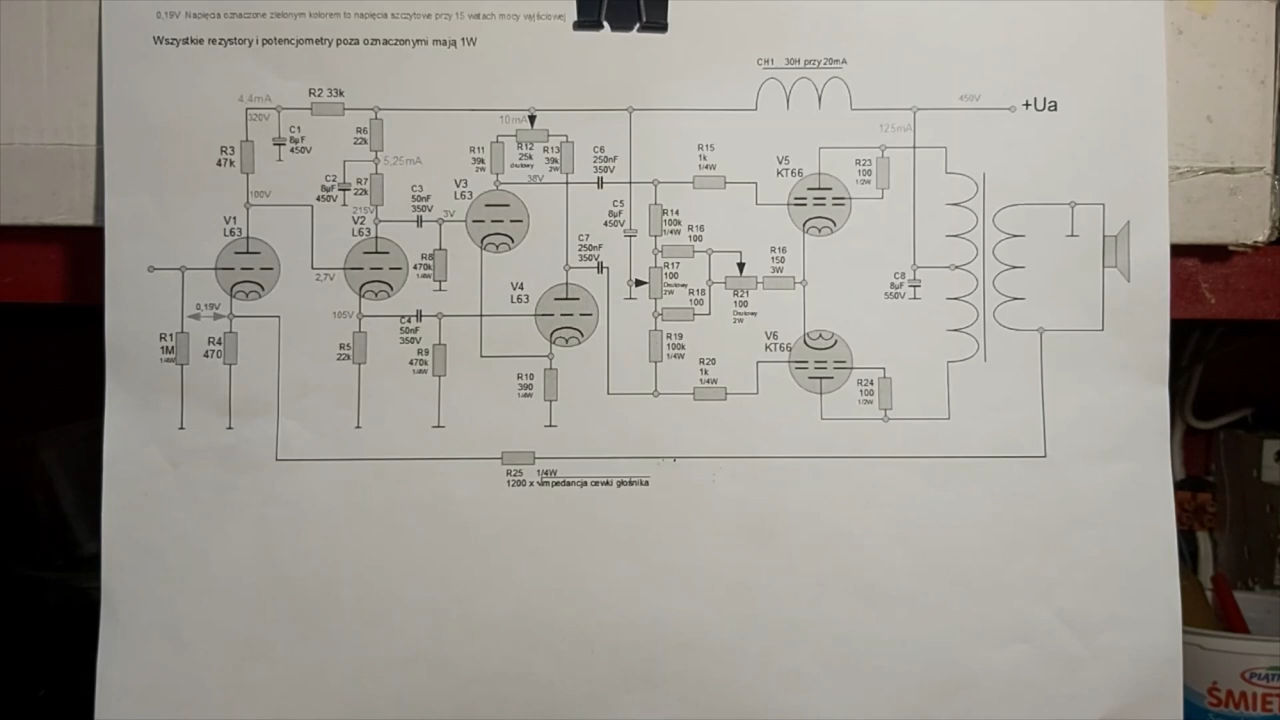 0,19V Napięcia oznaczone zielonym kolorem to napięcia szczytowe przy 15 watach mocy wyjściowej
Wszystkie rezystory i potencjometry poza oznaczonymi mają 1W
CH1 30H przy 20mA
4,4mA
R2 33k
320V
450V
+Ua
C1
8µF
450V
R6
22k
10mA
R12
25k
drutowy
R11
39k
2W
R13
39k
2W
C6
250nF
350V
R15
1k
1/4W
125mA
R3
47k
5,25mA
C2
8µF
450V
R7
22k
V5
KT66
R23
100
1/2W
100V
215V
C3
50nF
350V
3V
V3
L63
38V
C5
8µF
450V
R14
100k
1/4W
V1
L63
V2
L63
R16
100
C7
250nF
350V
R16
150
3W
R8
470k
1/4W
2,7V
R17
100
Drutowy
2W
R21
100
Drutowy
2W
C8
8µF
550V
V4
L63
R18
100
0,19V
105V
C4
50nF
350V
R1
1M
1/4W
R4
470
R5
22k
R9
470k
1/4W
R19
100k
1/4W
V6
KT66
R20
1k
1/4W
R10
390
1/4W
R24
100
1/2W
R25 1/4W
1200 x √impedancja cewki głośnika
PIĄT
ŚMIET